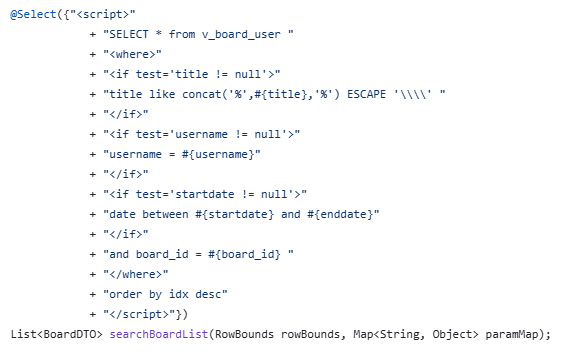 @Select({"<script>"
+ "SELECT * from v_board_user "
+ "<where>"
+ "<if test='title != null'>"
+ "title like concat('%',#{title},'%') ESCAPE '\\\\' "
+ "</if>"
+ "<if test='username != null'>"
+ "username = #{username}"
+ "</if>"
+ "<if test='startdate != null'>"
+ "date between #{startdate} and #{enddate}"
+ "</if>"
+ "and board_id = #{board_id} "
+ "</where>"
+ "order by idx desc"
+ "</script>"})
List<BoardDTO> searchBoardList(RowBounds rowBounds, Map<String, Object> paramMap);